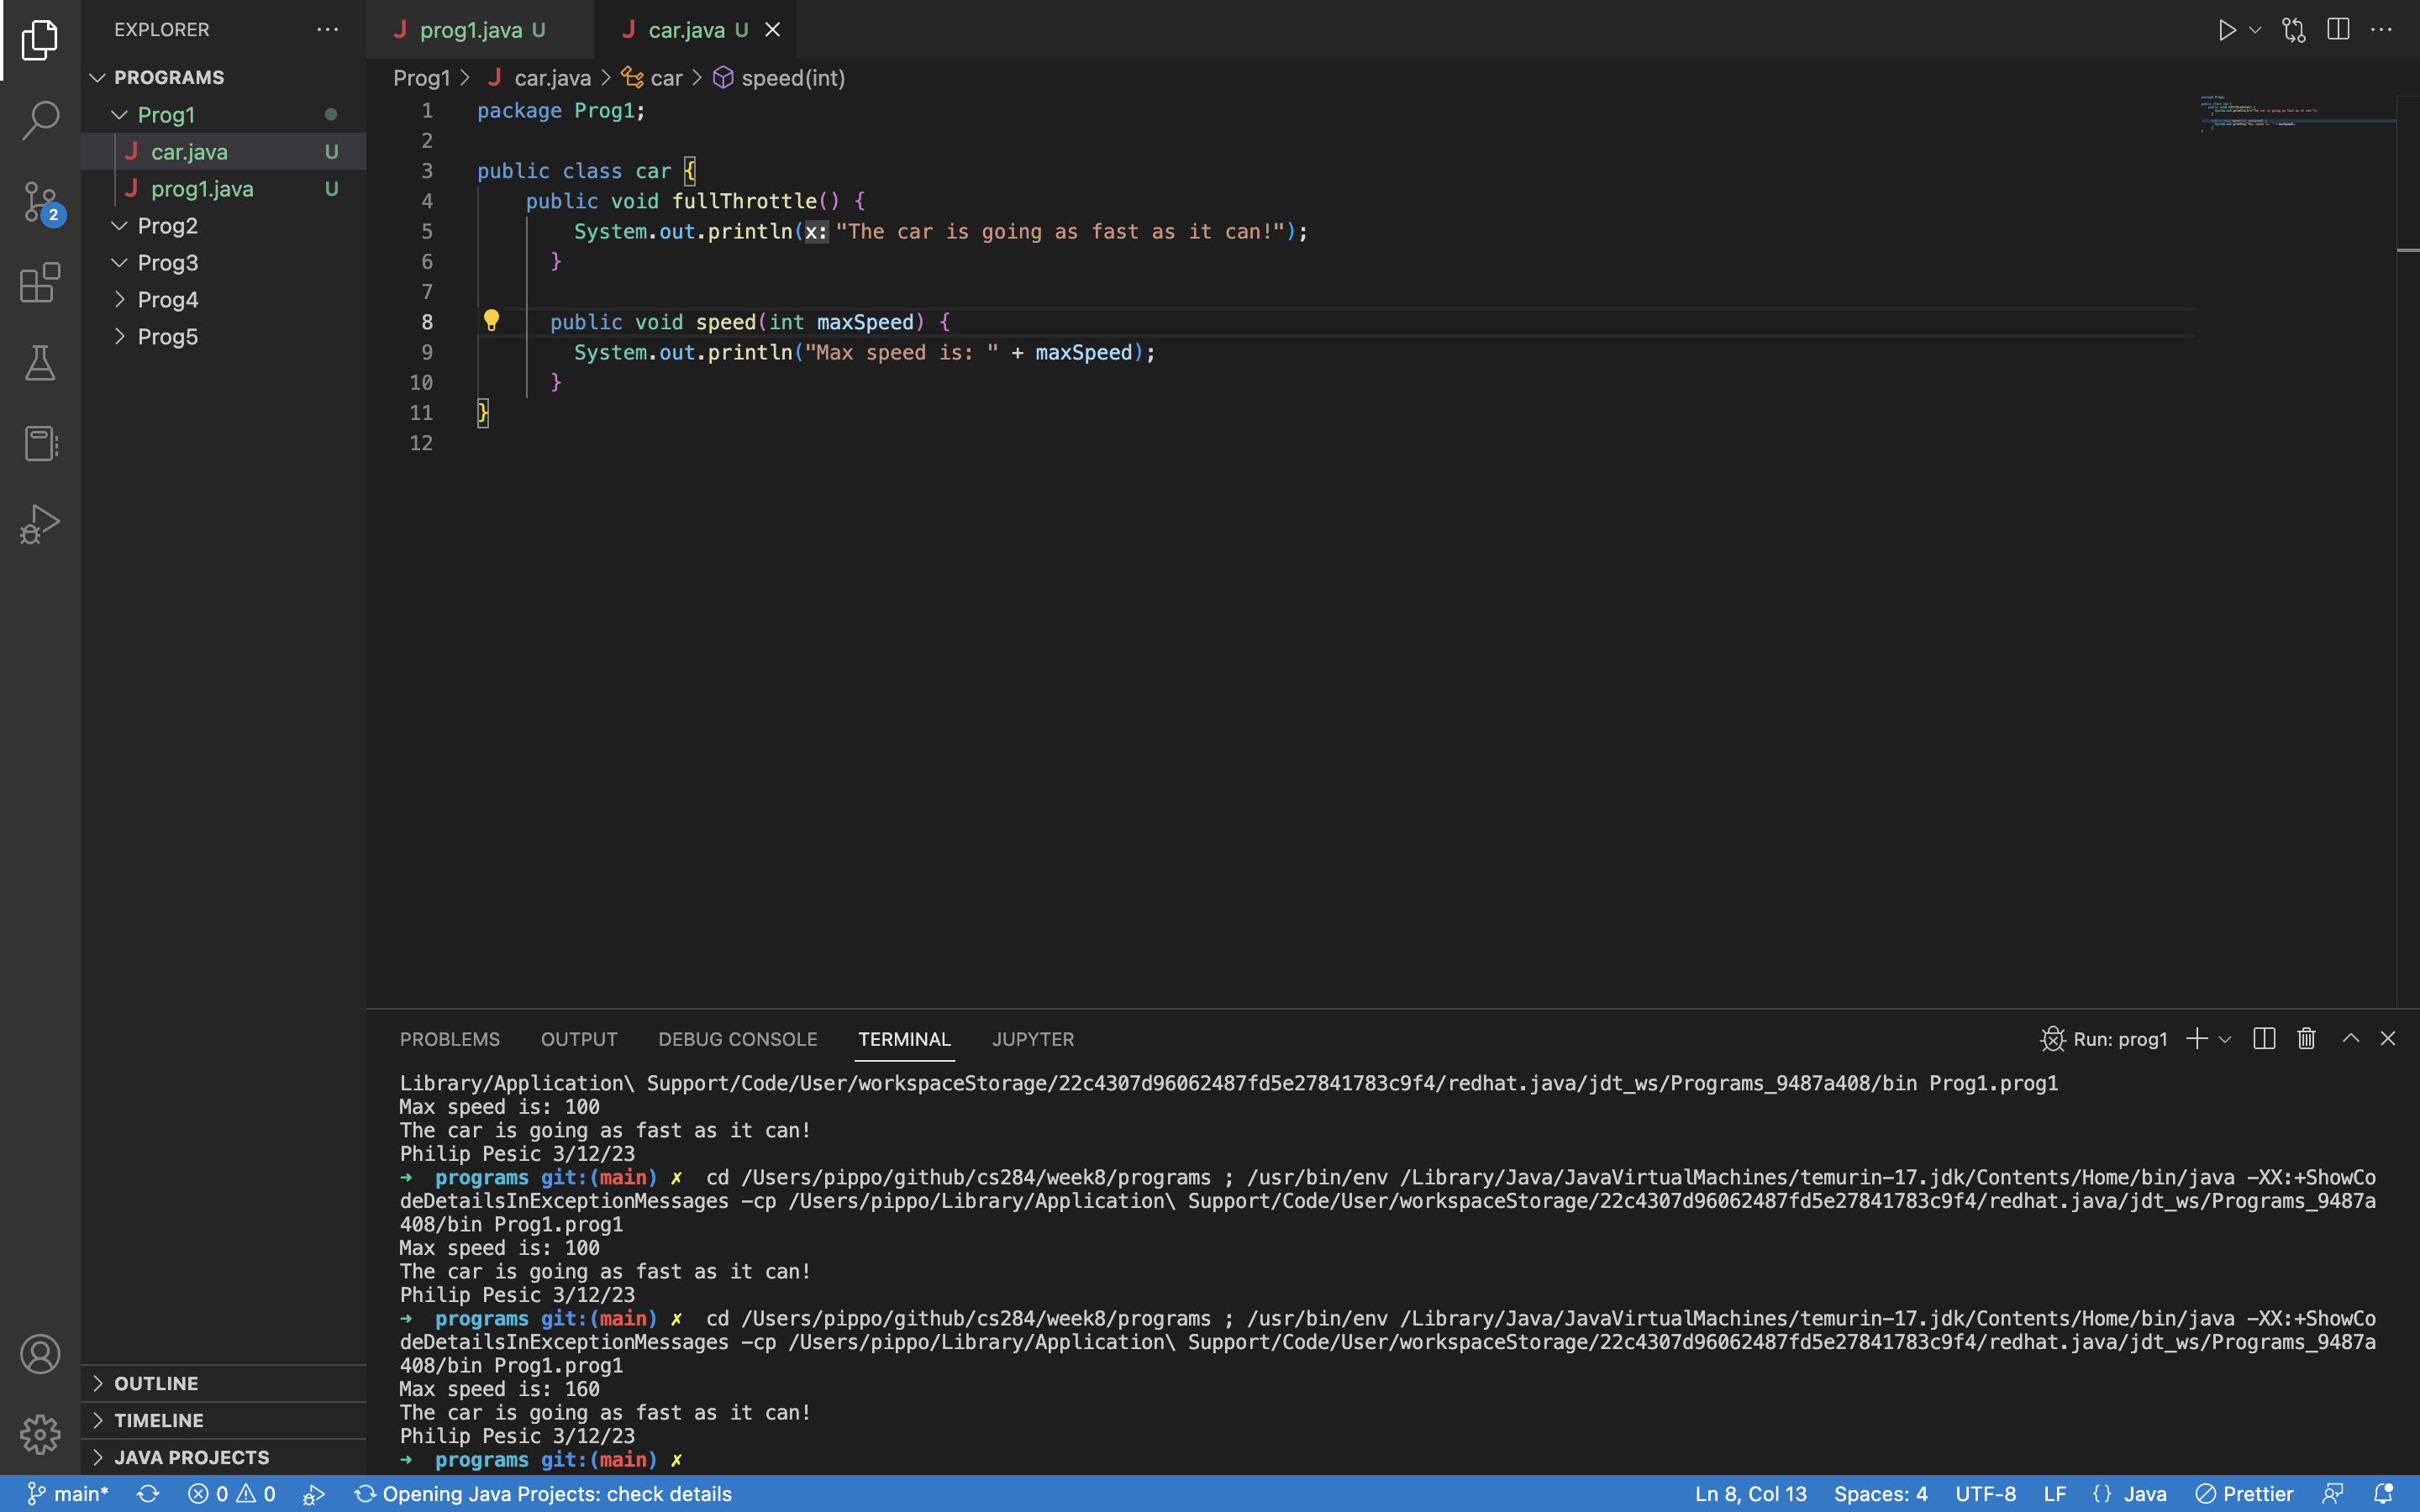 EXPLORER
PROGRAMS
Prog1
car.java U
prog1.java U
Prog2
Prog3
Prog4
Prog5
OUTLINE
TIMELINE
JAVA PROJECTS
2
prog1.java U
car.java U
Prog1 > car.java > car > speed(int)
1 package Prog1;
2
3 public class car {
4 public void fullThrottle() {
5 System.out.println(x: "The car is going as fast as it can!");
6 }
7
8 public void speed(int maxSpeed) {
9 System.out.println("Max speed is: " + maxSpeed);
10 }
11 }
12
PROBLEMS OUTPUT DEBUG CONSOLE TERMINAL JUPYTER
Run: prog1
Library/Application\ Support/Code/User/workspaceStorage/22c4307d96062487fd5e27841783c9f4/redhat.java/jdt_ws/Programs_9487a408/bin Prog1.prog1
Max speed is: 100
The car is going as fast as it can!
Philip Pesic 3/12/23
➜ programs git:(main) ✗ cd /Users/pippo/github/cs284/week8/programs ; /usr/bin/env /Library/Java/JavaVirtualMachines/temurin-17.jdk/Contents/Home/bin/java -XX:+ShowCo
deDetailsInExceptionMessages -cp /Users/pippo/Library/Application\ Support/Code/User/workspaceStorage/22c4307d96062487fd5e27841783c9f4/redhat.java/jdt_ws/Programs_9487a
408/bin Prog1.prog1
Max speed is: 100
The car is going as fast as it can!
Philip Pesic 3/12/23
➜ programs git:(main) ✗ cd /Users/pippo/github/cs284/week8/programs ; /usr/bin/env /Library/Java/JavaVirtualMachines/temurin-17.jdk/Contents/Home/bin/java -XX:+ShowCo
deDetailsInExceptionMessages -cp /Users/pippo/Library/Application\ Support/Code/User/workspaceStorage/22c4307d96062487fd5e27841783c9f4/redhat.java/jdt_ws/Programs_9487a
408/bin Prog1.prog1
Max speed is: 160
The car is going as fast as it can!
Philip Pesic 3/12/23
➜ programs git:(main) ✗
main* 0 0 Opening Java Projects: check details Ln 8, Col 13 Spaces: 4 UTF-8 LF {} Java Prettier